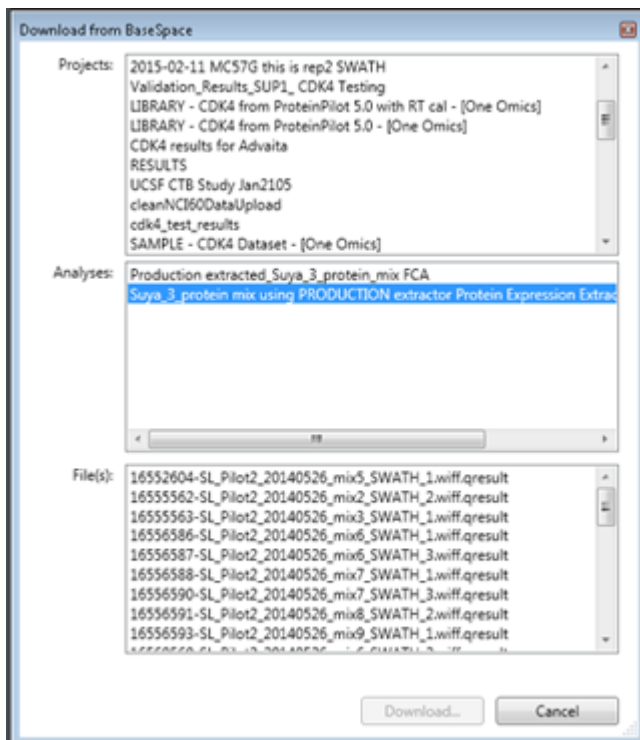 Download from BaseSpace
Projects:
2015-02-11 MC57G this is rep2 SWATH
Validation_Results_SUP1_ CDK4 Testing
LIBRARY - CDK4 from ProteinPilot 5.0 with RT cal - [One Omics]
LIBRARY - CDK4 from ProteinPilot 5.0 - [One Omics]
CDK4 results for Advaita
RESULTS
UCSF CTB Study Jan2105
cleanNCI60DataUpload
cdk4_test_results
SAMPLE - CDK4 Dataset - [One Omics]
Analyses:
Production extracted_Suya_3_protein_mix FCA
Suya_3_protein mix using PRODUCTION extractor Protein Expression Extrac
File(s):
16552604-SL_Pilot2_20140526_mix5_SWATH_1.wiff.qresult
16555562-SL_Pilot2_20140526_mix2_SWATH_2.wiff.qresult
16555563-SL_Pilot2_20140526_mix3_SWATH_1.wiff.qresult
16556586-SL_Pilot2_20140526_mix6_SWATH_1.wiff.qresult
16556587-SL_Pilot2_20140526_mix6_SWATH_3.wiff.qresult
16556588-SL_Pilot2_20140526_mix7_SWATH_1.wiff.qresult
16556590-SL_Pilot2_20140526_mix7_SWATH_3.wiff.qresult
16556591-SL_Pilot2_20140526_mix8_SWATH_2.wiff.qresult
16556593-SL_Pilot2_20140526_mix9_SWATH_1.wiff.qresult
Download...
Cancel